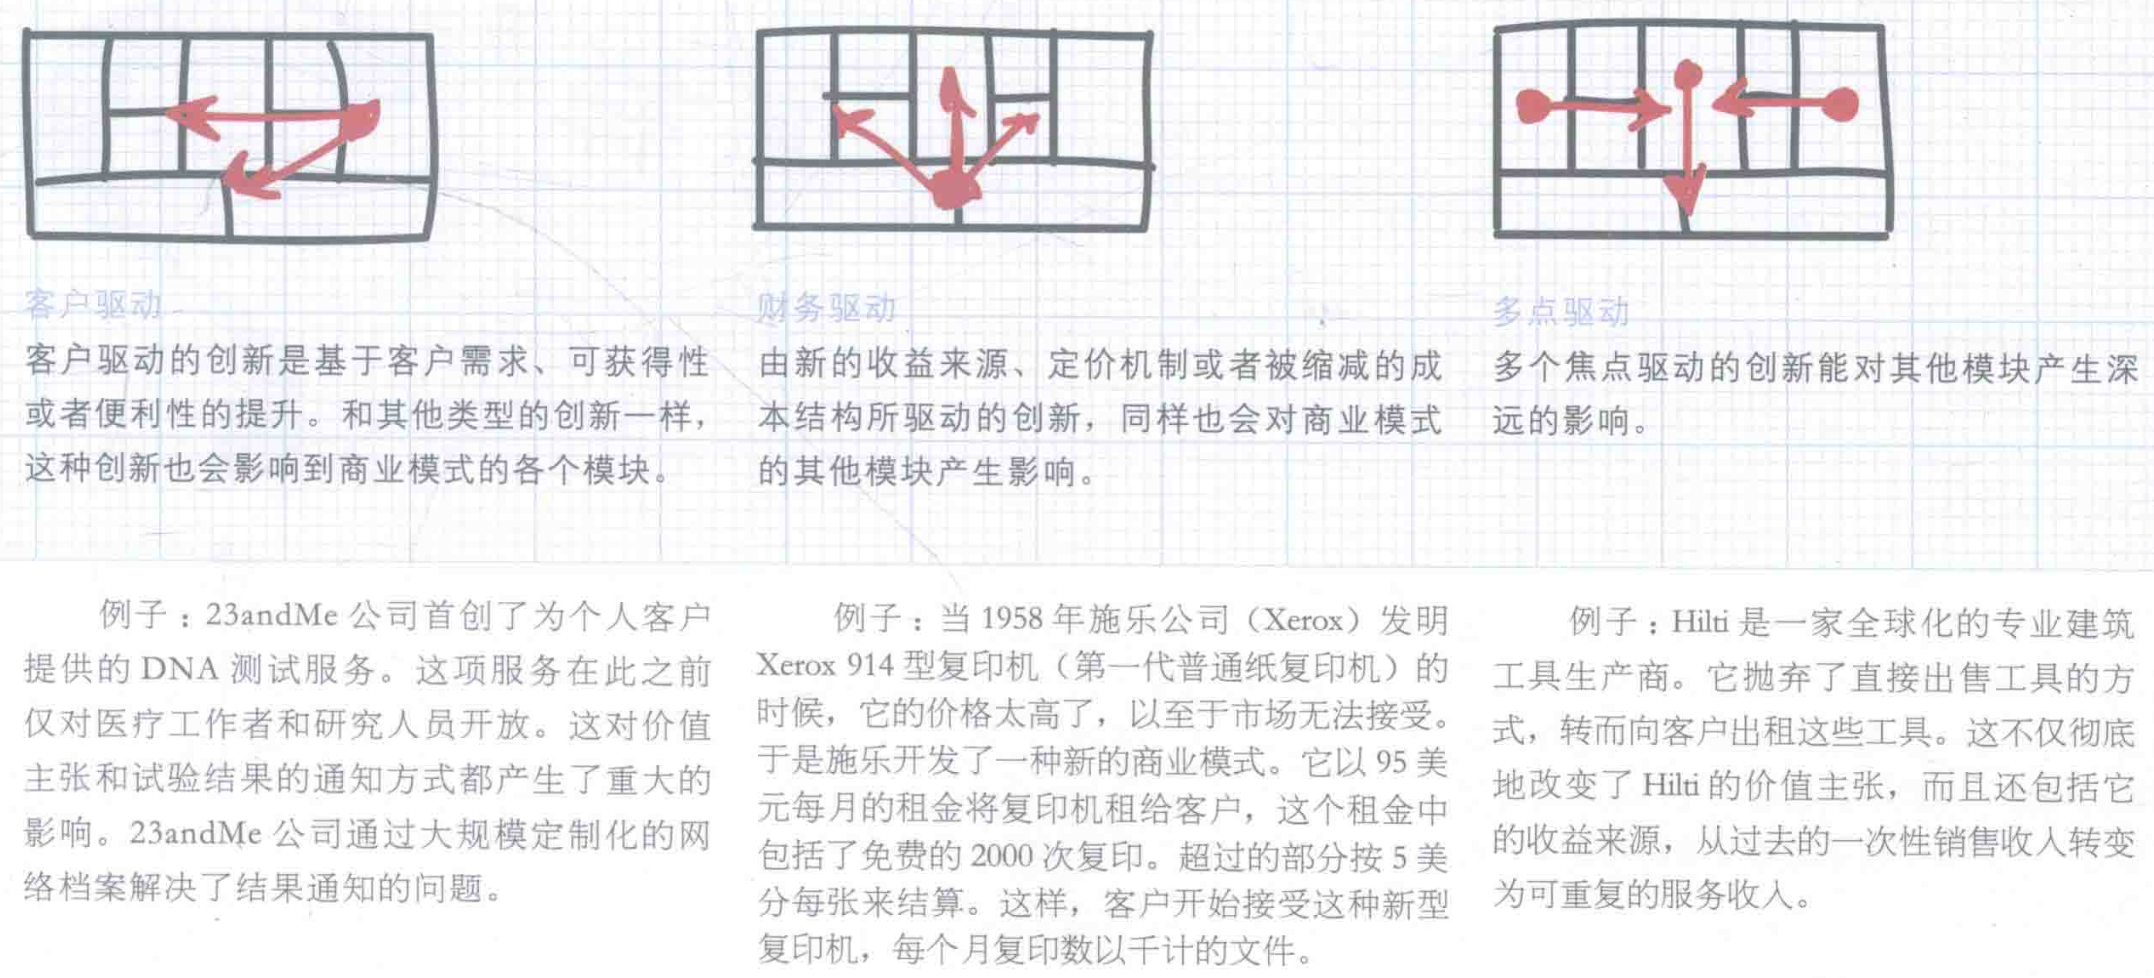 客户驱动
客户驱动的创新是基于客户需求、可获得性
或者便利性的提升。和其他类型的创新一样，
这种创新也会影响到商业模式的各个模块。
例子：23andMe 公司首创了为个人客户
提供的 DNA 测试服务。这项服务在此之前
仅对医疗工作者和研究人员开放。这对价值
主张和试验结果的通知方式都产生了重大的
影响。23andMe 公司通过大规模定制化的网
络档案解决了结果通知的问题。
财务驱动
由新的收益来源、定价机制或者被缩减的成
本结构所驱动的创新，同样也会对商业模式
的其他模块产生影响。
例子：当 1958 年施乐公司（Xerox）发明
Xerox 914 型复印机（第一代普通纸复印机）的
时候，它的价格太高了，以至于市场无法接受。
于是施乐开发了一种新的商业模式。它以 95 美
元每月的租金将复印机租给客户，这个租金中
包括了免费的 2000 次复印。超过的部分按 5 美
分每张来结算。这样，客户开始接受这种新型
复印机，每个月复印数以千计的文件。
多点驱动
多个焦点驱动的创新能对其他模块产生深
远的影响。
例子：Hilti 是一家全球化的专业建筑
工具生产商。它抛弃了直接出售工具的方
式，转而向客户出租这些工具。这不仅彻底
地改变了 Hilti 的价值主张，而且还包括它
的收益来源，从过去的一次性销售收入转变
为可重复的服务收入。